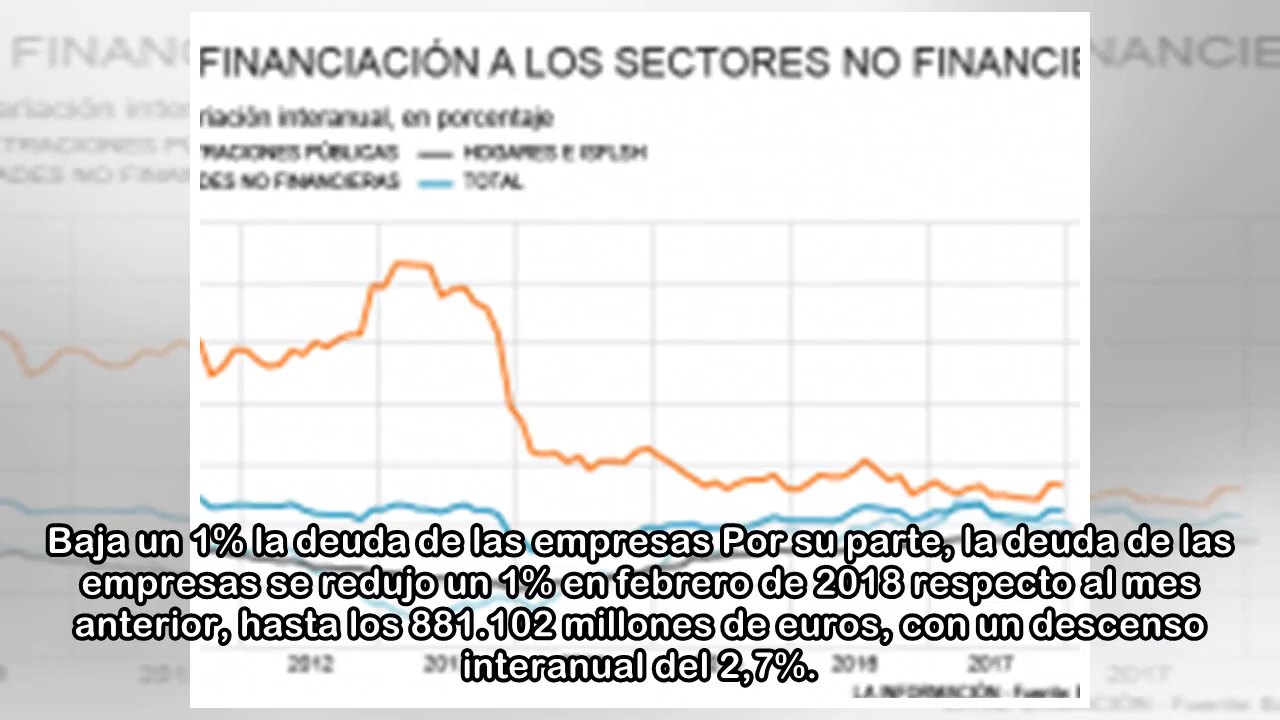 FINANCIACIÓN A LOS SECTORES NO FINANCIE
riación interanual, en porcentaje
TRACIONES PÚBLICAS HOGARES E ISFLSH
DES NO FINANCIERAS TOTAL
Baja un 1% la deuda de las empresas Por su parte, la deuda de las
empresas se redujo un 1% en febrero de 2018 respecto al mes
anterior, hasta los 881.102 millones de euros, con un descenso
interanual del 2,7%.
2012 2016 2017
LA INFORMACIÓN - Fuente: